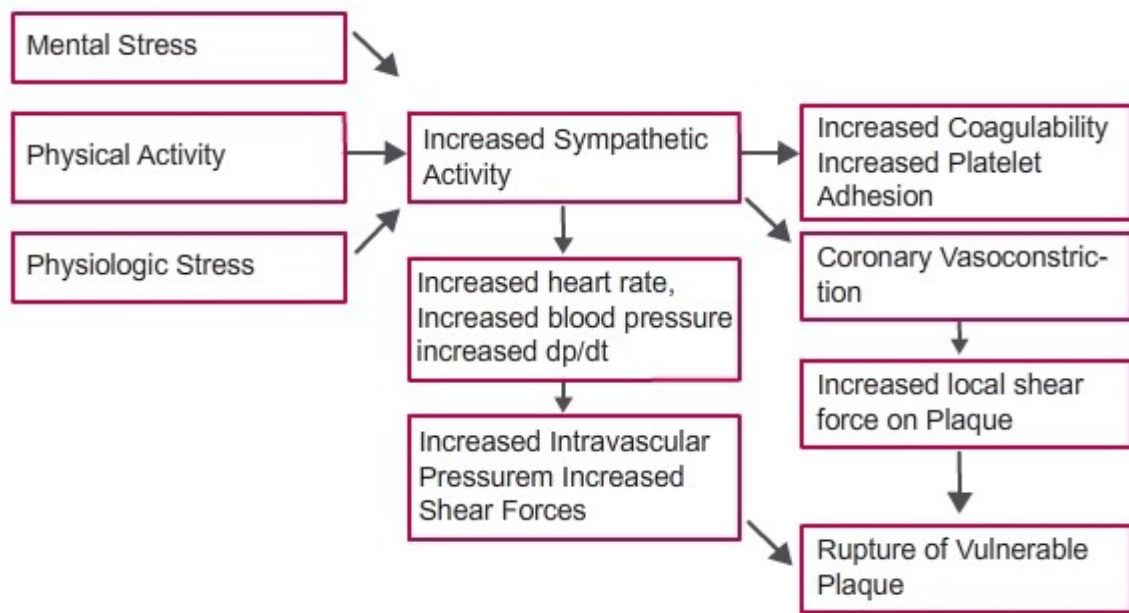 Mental Stress
Physical Activity
Physiologic Stress
Increased Sympathetic
Activity
Increased heart rate,
Increased blood pressure
increased dp/dt
Increased Intravascular
Pressurem Increased
Shear Forces
Increased Coagulability
Increased Platelet
Adhesion
Coronary Vasoconstric-
tion
Increased local shear
force on Plaque
Rupture of Vulnerable
Plaque